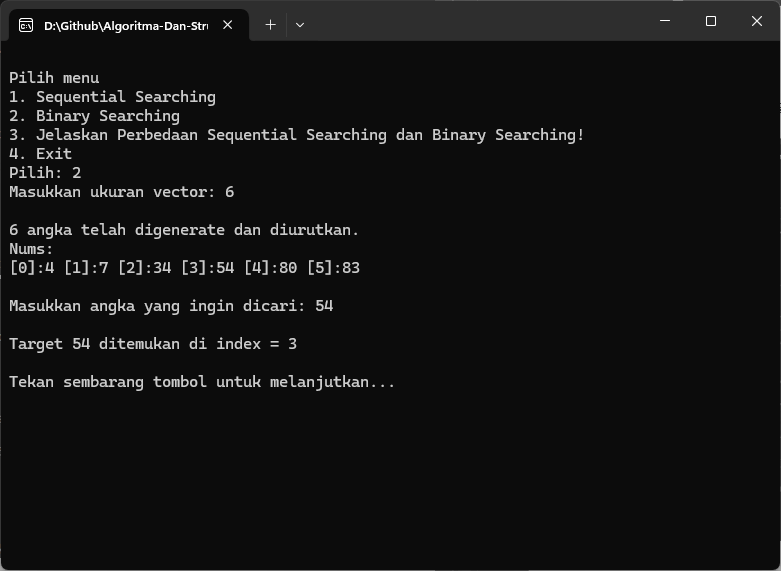 D:\Github\Algoritma-Dan-Stru
Pilih menu
1. Sequential Searching
2. Binary Searching
3. Jelaskan Perbedaan Sequential Searching dan Binary Searching!
4. Exit
Pilih: 2
Masukkan ukuran vector: 6
6 angka telah digenerate dan diurutkan.
Nums:
[0]:4 [1]:7 [2]:34 [3]:54 [4]:80 [5]:83
Masukkan angka yang ingin dicari: 54
Target 54 ditemukan di index = 3
Tekan sembarang tombol untuk melanjutkan...